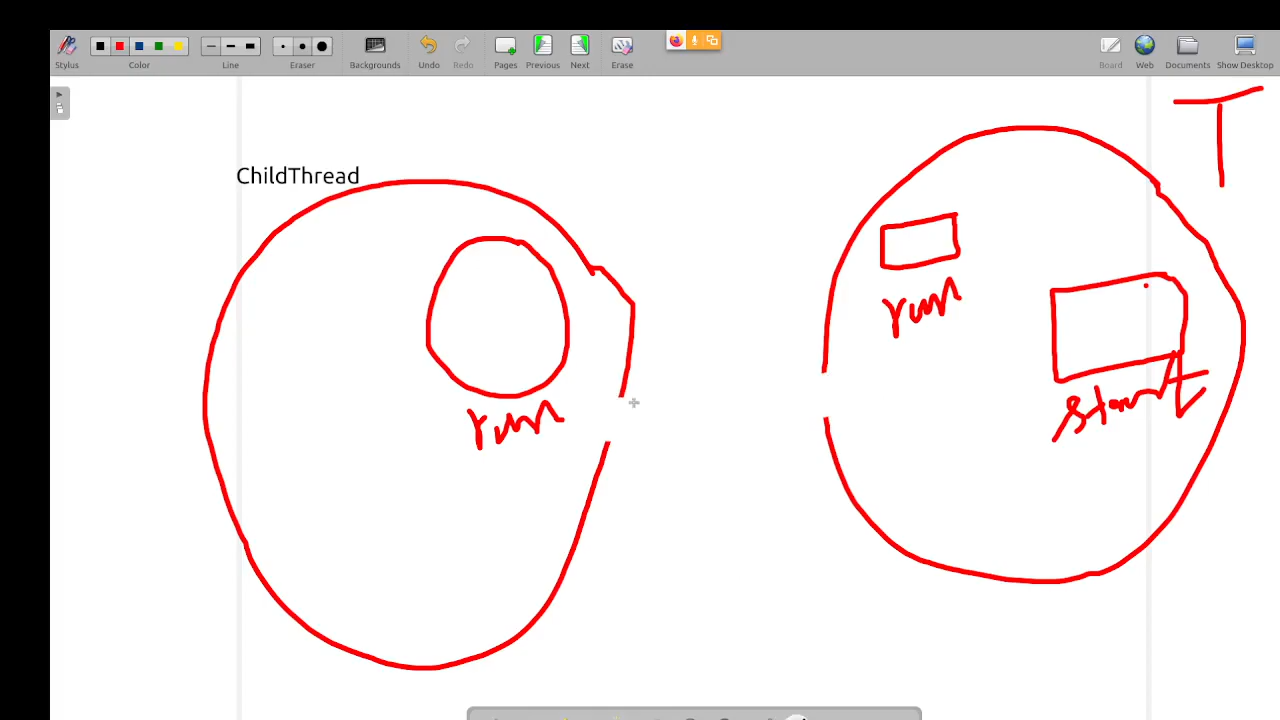 Stylus
Color
Line
Eraser
Backgrounds
Undo
Redo
Pages
Previous
Next
Erase
Board
Web
Documents
Show Desktop
T
ChildThread
run
run
start